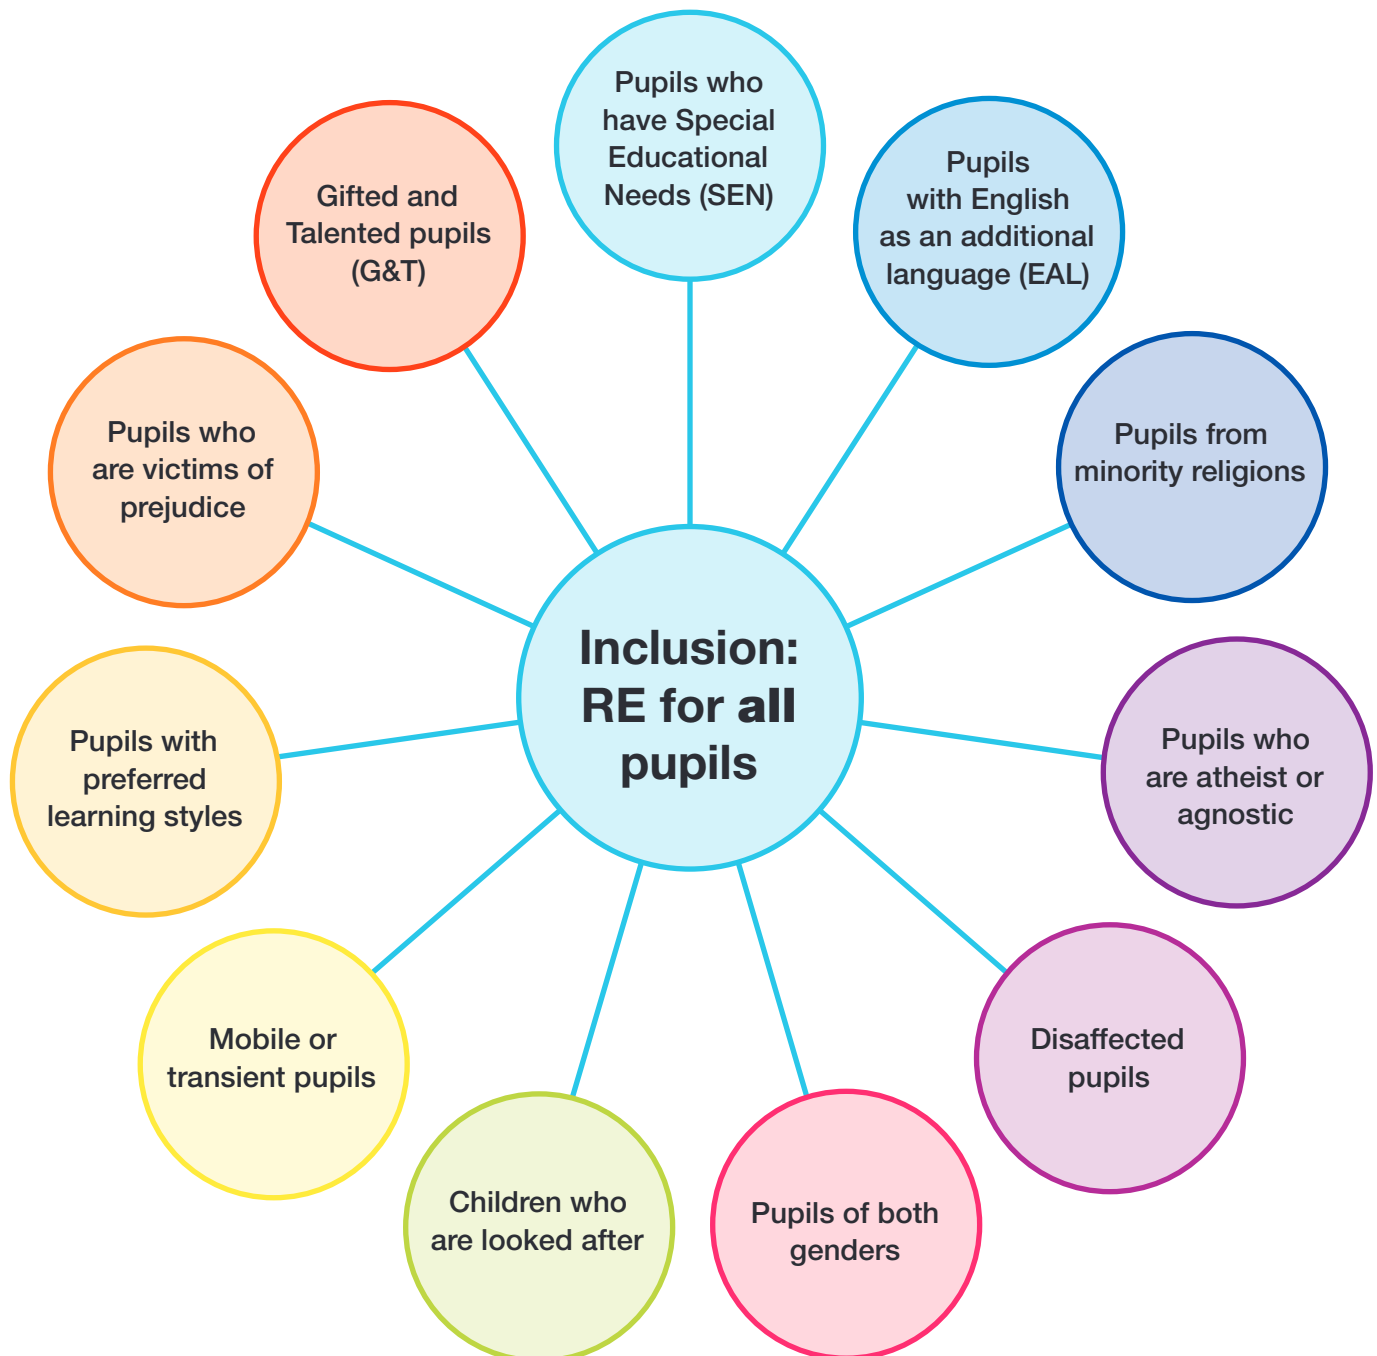 Pupils who
have Special
Educational
Needs (SEN)
Pupils
with English
as an additional
language (EAL)
Pupils from
minority religions
Pupils who
are atheist or
agnostic
Disaffected
pupils
Pupils of both
genders
Children who
are looked after
Mobile or
transient pupils
Pupils with
preferred
learning styles
Pupils who
are victims of
prejudice
Gifted and
Talented pupils
(G&T)
Inclusion:
RE for all
pupils